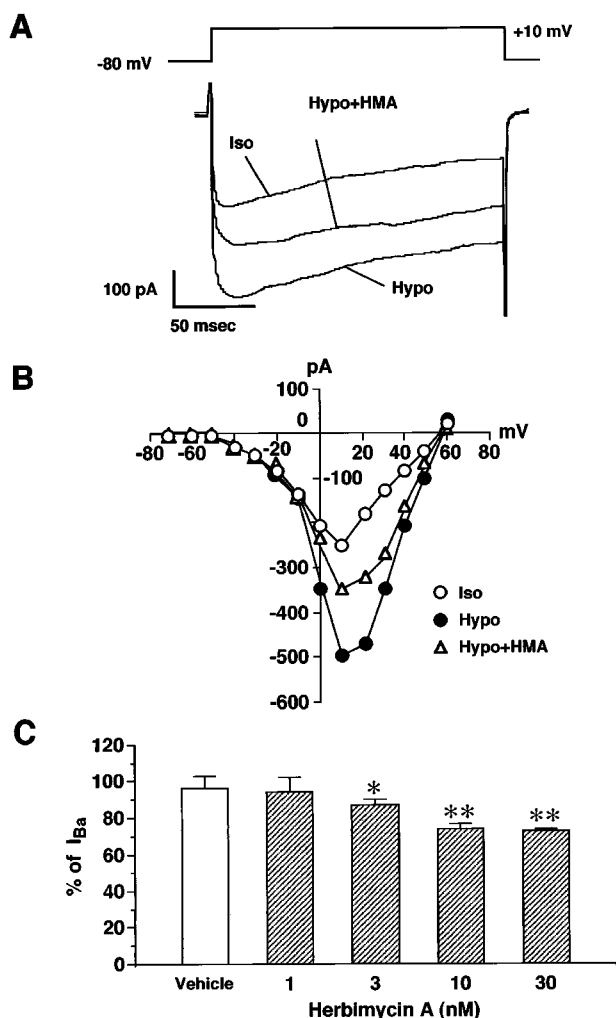 A
-80 mV
+10 mV
Hypo+HMA
Iso
Hypo
100 pA
50 msec
B
pA
100
0
mV
-80 -60 -20 20 40 60 80
-100
-300
-400
-500
-600
Iso
Hypo
Hypo+HMA
C
% of IBa
120
100
80
60
40
20
0
* ** **
Vehicle 1 3 10 30
Herbimycin A (nM)